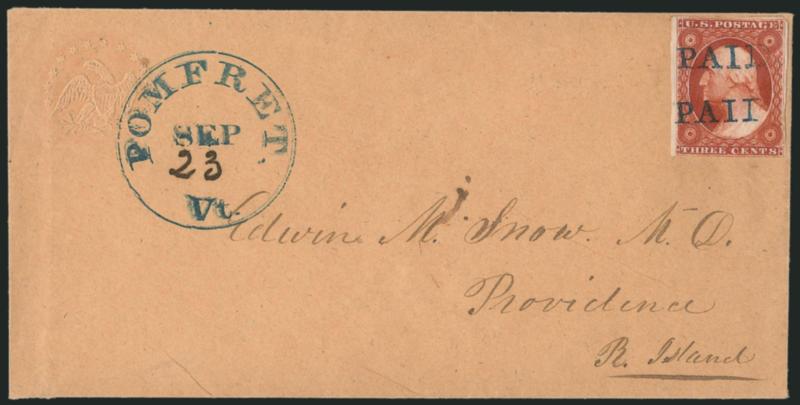 POMFRET.
SEP
23
Vt.
U.S. POSTAGE
PAI
PAI
THREE CENTS
Edwin M. Snow. M. D.
Providence
R. Island